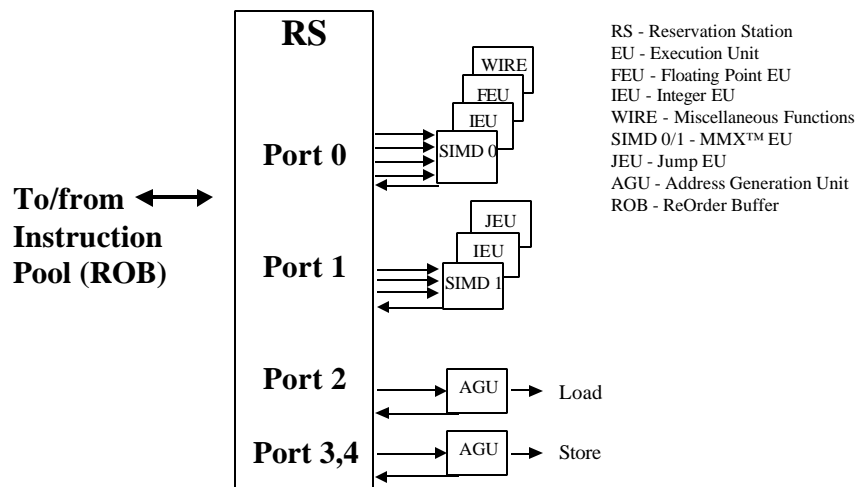 RS
WIRE
FEU
IEU
SIMD 0
Port 0
To/from
Instruction
Pool (ROB)
JEU
IEU
SIMD 1
Port 1
Port 2
AGU
Load
Port 3,4
AGU
Store
RS - Reservation Station
EU - Execution Unit
FEU - Floating Point EU
IEU - Integer EU
WIRE - Miscellaneous Functions
SIMD 0/1 - MMX™ EU
JEU - Jump EU
AGU - Address Generation Unit
ROB - ReOrder Buffer